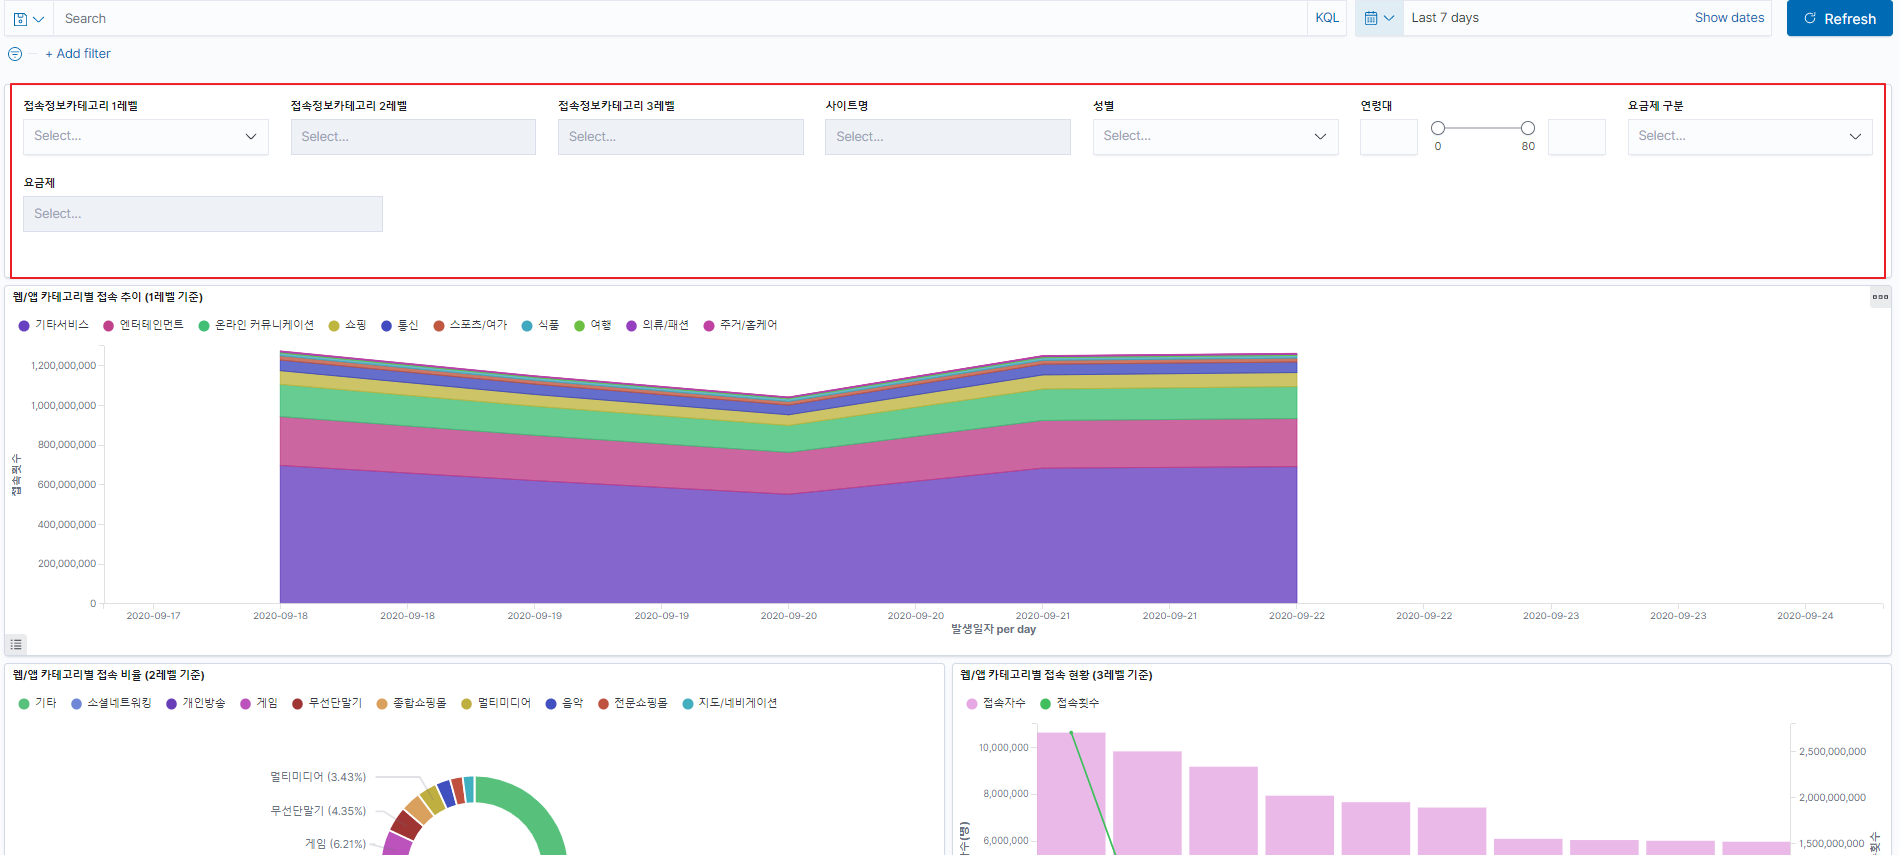 Search KQL Last 7 days Show dates Refresh
+ Add filter
접속정보카테고리 1레벨 접속정보카테고리 2레벨 접속정보카테고리 3레벨 사이트명 성별 연령대 요금제 구분
Select... Select... Select... Select... Select... 0 80 Select...
요금제
Select...
웹/앱 카테고리별 접속 추이 (1레벨 기준)
기타서비스 엔터테인먼트 온라인 커뮤니케이션 쇼핑 통신 스포츠/여가 식품 여행 의류/패션 주거/홈케어
접속횟수
1,200,000,000
1,000,000,000
800,000,000
600,000,000
400,000,000
200,000,000
0
2020-09-17 2020-09-18 2020-09-18 2020-09-19 2020-09-19 2020-09-20 2020-09-20 2020-09-21 2020-09-21 2020-09-22 2020-09-22 2020-09-23 2020-09-23 2020-09-24
발생일자 per day
웹/앱 카테고리별 접속 비율 (2레벨 기준)
기타 소셜네트워킹 개인방송 게임 무선단말기 종합쇼핑몰 멀티미디어 음악 전문쇼핑몰 지도/네비게이션
멀티미디어 (3.43%)
무선단말기 (4.35%)
게임 (6.21%)
웹/앱 카테고리별 접속 현황 (3레벨 기준)
접속자수 접속횟수
10,000,000
8,000,000
6,000,000
수(명)
2,500,000,000
2,000,000,000
1,500,000,000
횟수